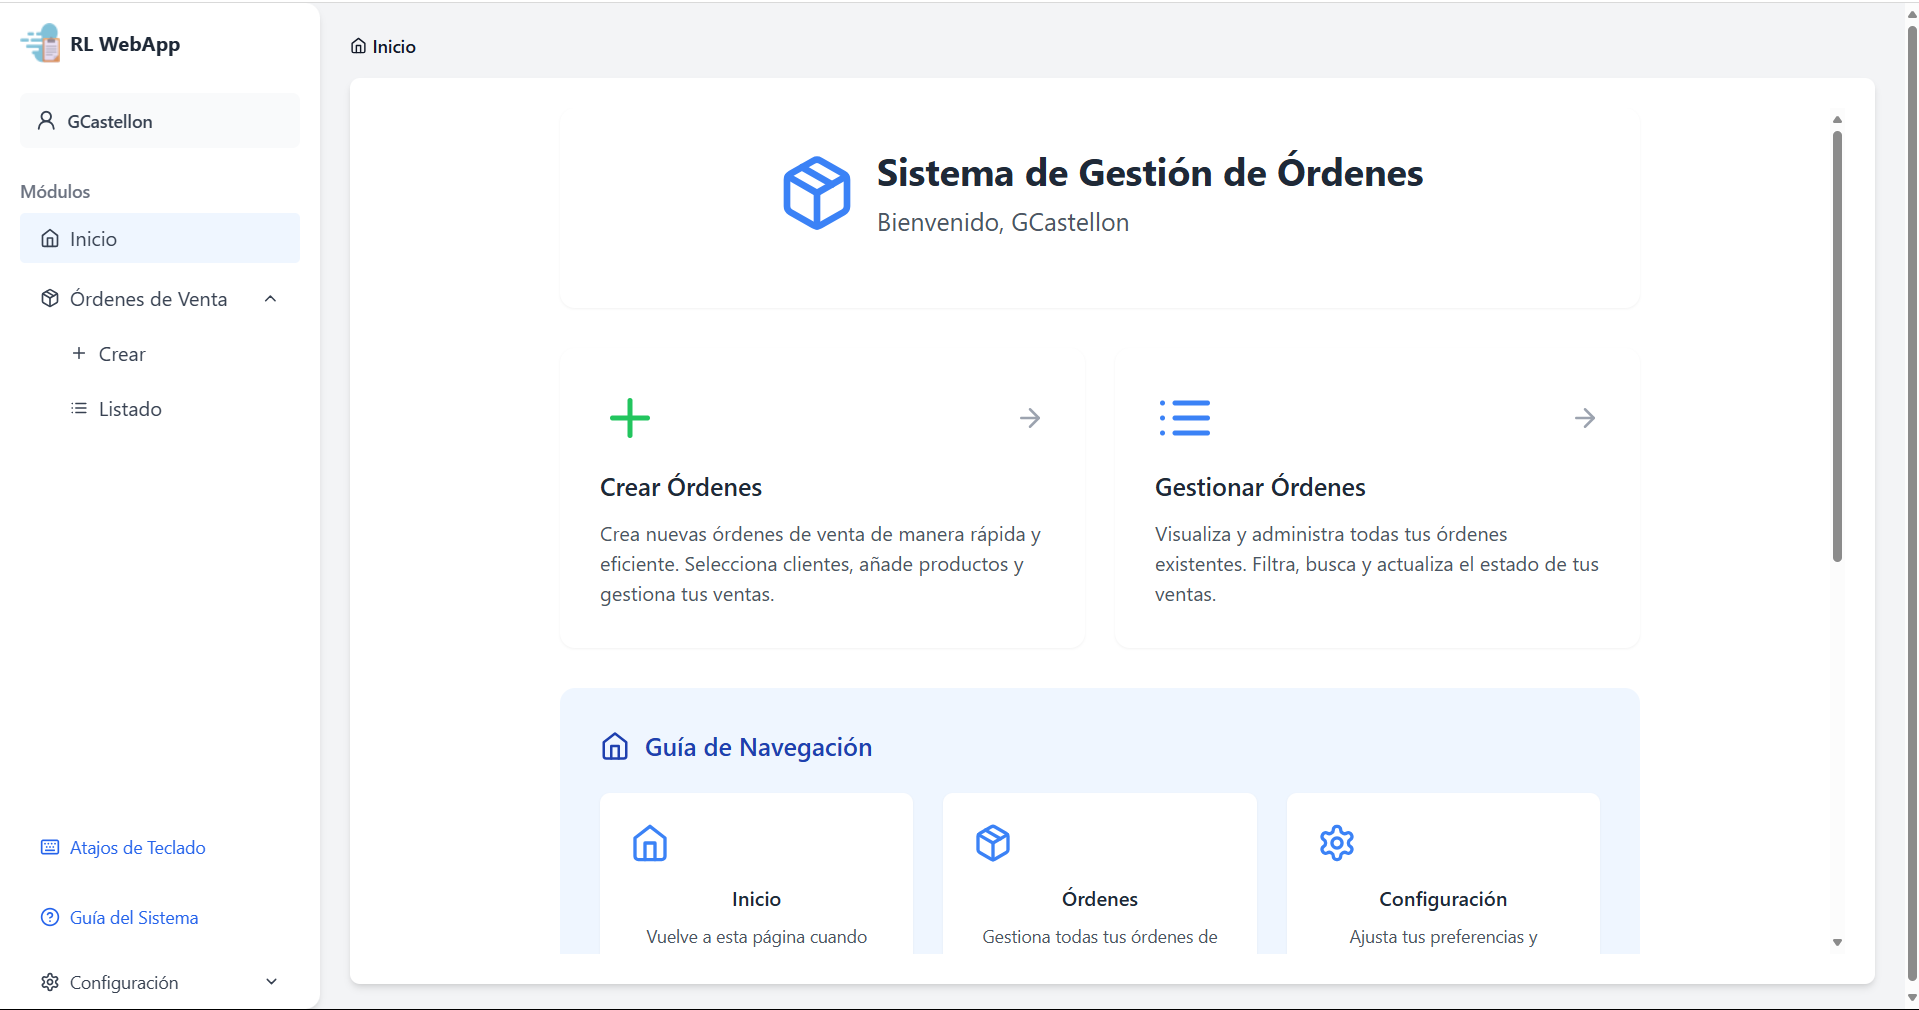 RL WebApp
GCastellon
Módulos
Inicio
Órdenes de Venta
Crear
Listado
Atajos de Teclado
Guía del Sistema
Configuración
Inicio
Sistema de Gestión de Órdenes
Bienvenido, GCastellon
Crear Órdenes
Crea nuevas órdenes de venta de manera rápida y
eficiente. Selecciona clientes, añade productos y
gestiona tus ventas.
Gestionar Órdenes
Visualiza y administra todas tus órdenes
existentes. Filtra, busca y actualiza el estado de tus
ventas.
Guía de Navegación
Inicio
Vuelve a esta página cuando
Órdenes
Gestiona todas tus órdenes de
Configuración
Ajusta tus preferencias y